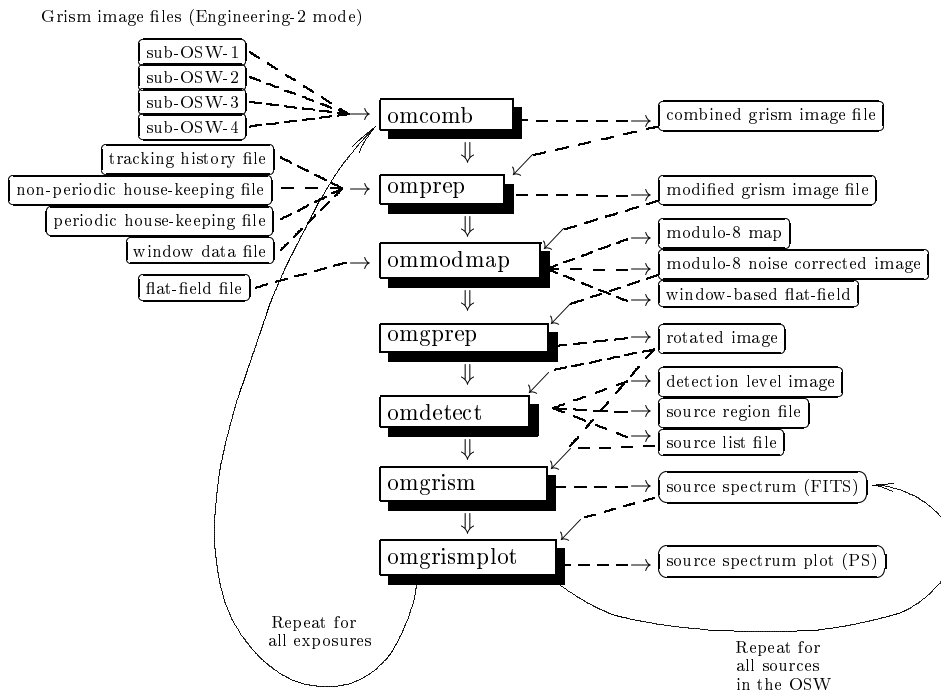 Grism image files (Engineering-2 mode)
sub-OSW-1
sub-OSW-2
sub-OSW-3
sub-OSW-4
omcomb
combined grism image file
tracking history file
non-periodic house-keeping file
periodic house-keeping file
window data file
omprep
modified grism image file
flat-field file
ommodmap
modulo-8 map
modulo-8 noise corrected image
window-based flat-field
omgprep
rotated image
omdetect
detection level image
source region file
source list file
omgrism
source spectrum (FITS)
omgrismplot
source spectrum plot (PS)
Repeat for
all exposures
Repeat for
all sources
in the OSW